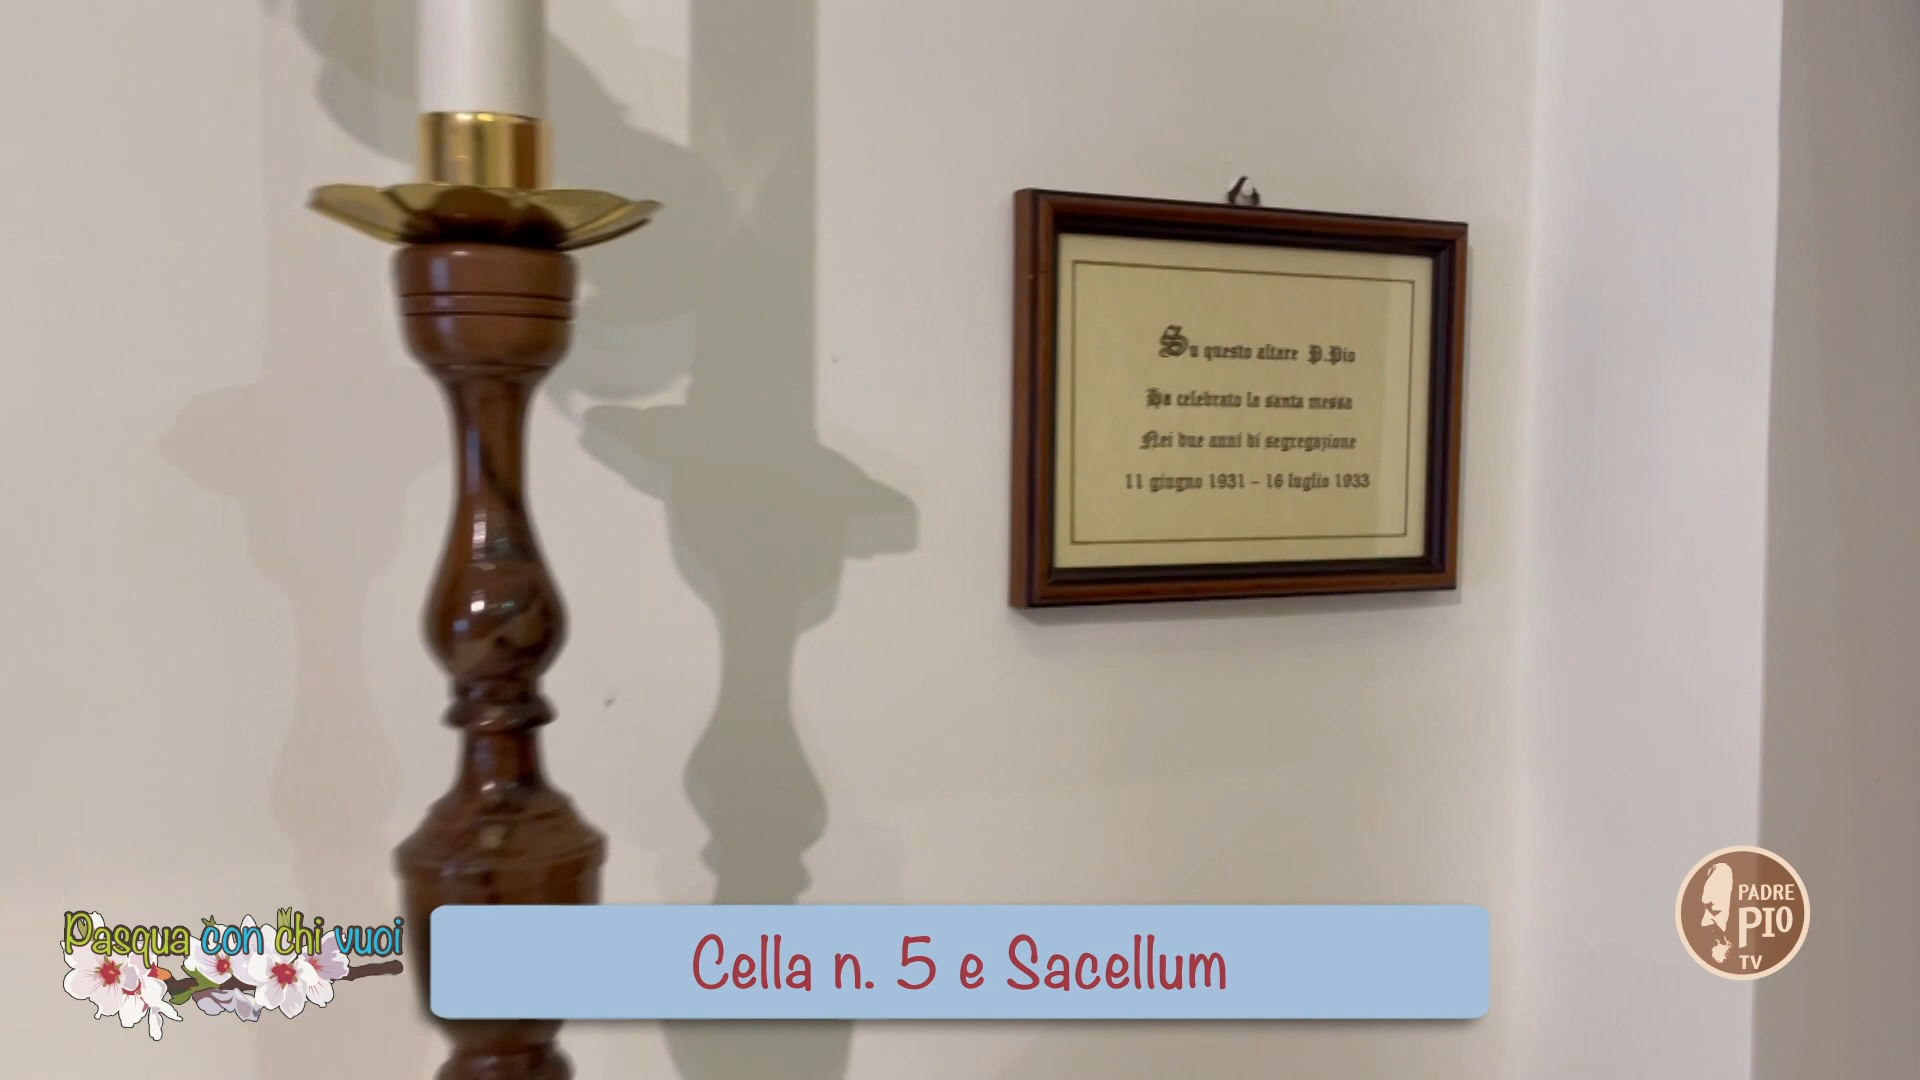 Su questo altare P.Pio
Ha celebrato la santa messa
Nei due anni di segregazione
11 giugno 1931 – 16 luglio 1933
Pasqua con chi vuoi
Cella n. 5 e Sacellum
PADRE
PIO
TV